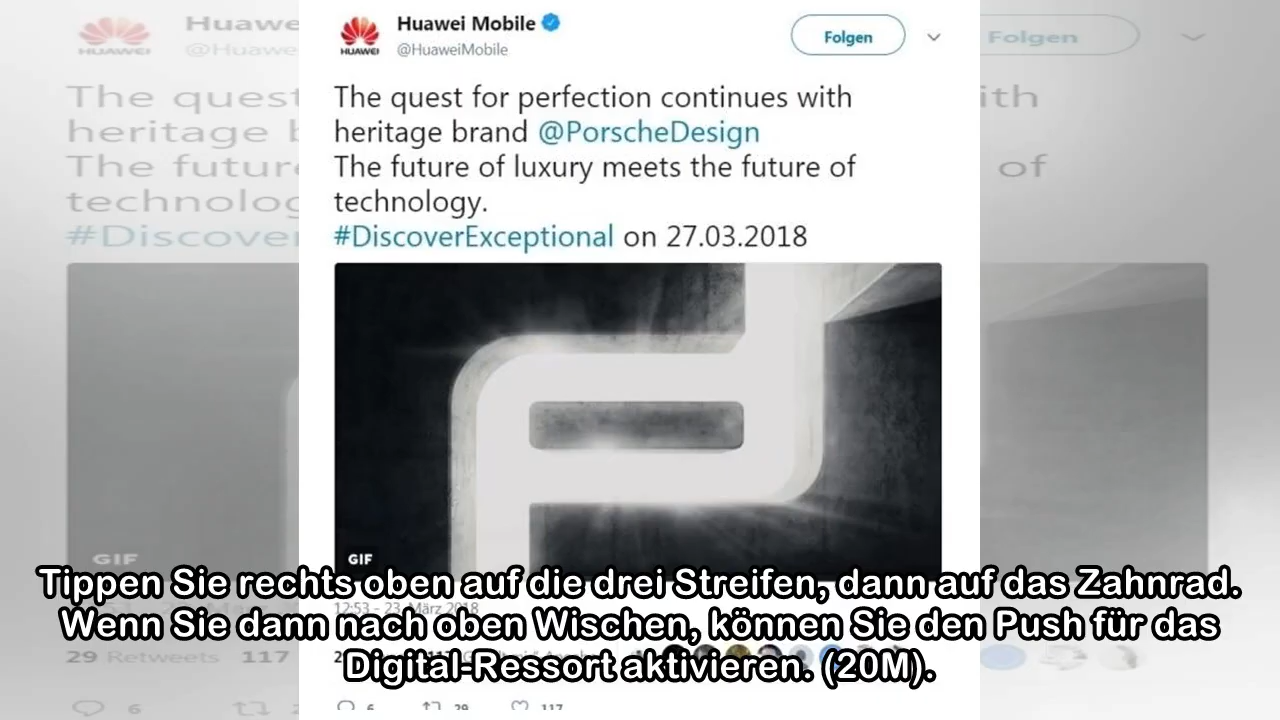 Huawei Mobile
@HuaweiMobile
HUAWEI
Folgen
The quest for perfection continues with
heritage brand @PorscheDesign
The future of luxury meets the future of
technology.
#DiscoverExceptional on 27.03.2018
GIF
12:53 - 23. März 2018
Tippen Sie rechts oben auf die drei Streifen, dann auf das Zahnrad.
Wenn Sie dann nach oben Wischen, können Sie den Push für das
Digital-Ressort aktivieren. (20M).
29 Retweets 117
6 29 117